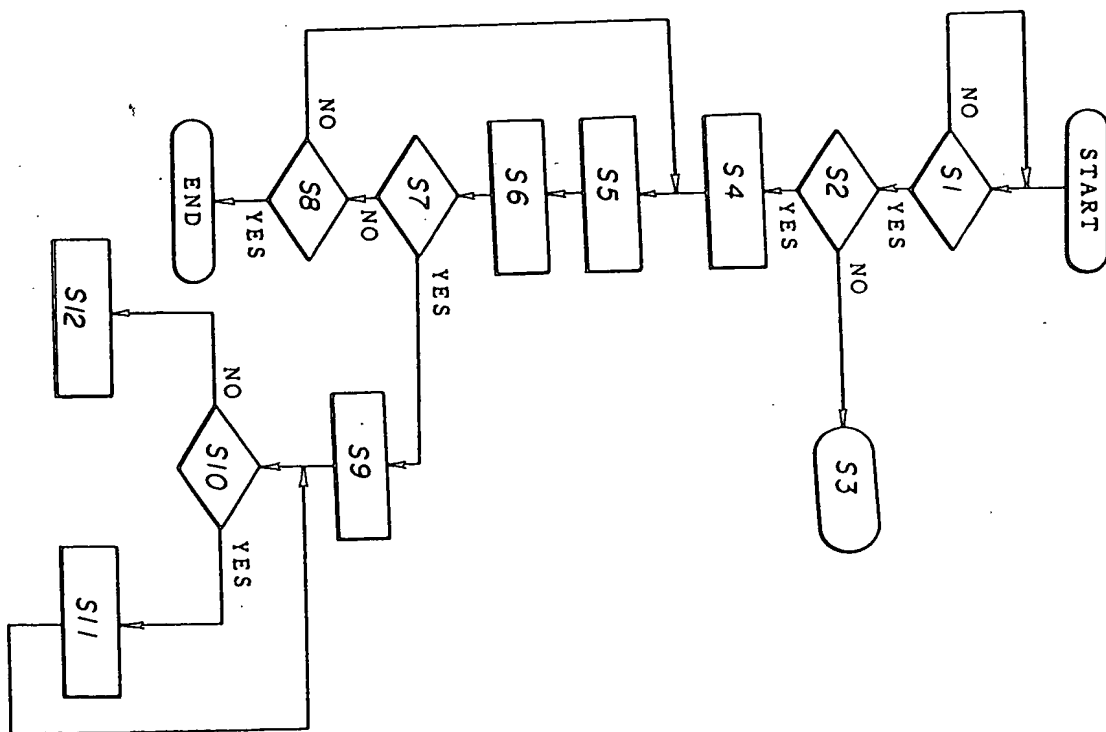 START
S1
NO
YES
S2
NO
YES
S3
S4
S5
S6
S7
YES
NO
S8
NO
YES
END
S9
S10
NO
YES
S12
S11